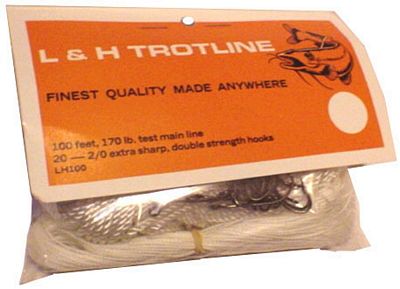 L & H TROTLINE
FINEST QUALITY MADE ANYWHERE
100 feet, 170 lb. test main line
20 — 2/0 extra sharp, double strength hooks
LH100